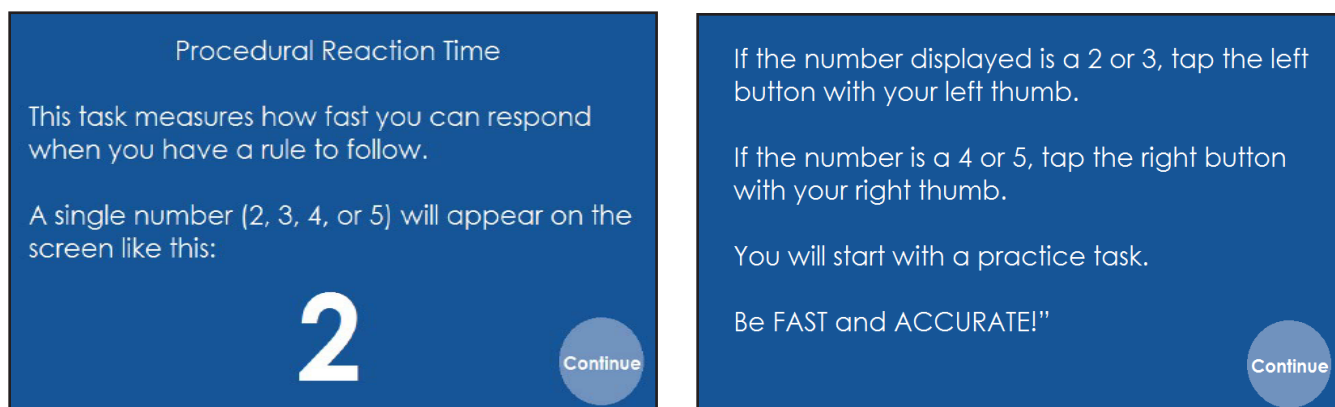 Procedural Reaction Time
This task measures how fast you can respond
when you have a rule to follow.
A single number (2, 3, 4, or 5) will appear on the
screen like this:
2
Continue
If the number displayed is a 2 or 3, tap the left
button with your left thumb.
If the number is a 4 or 5, tap the right button
with your right thumb.
You will start with a practice task.
Be FAST and ACCURATE!”
Continue